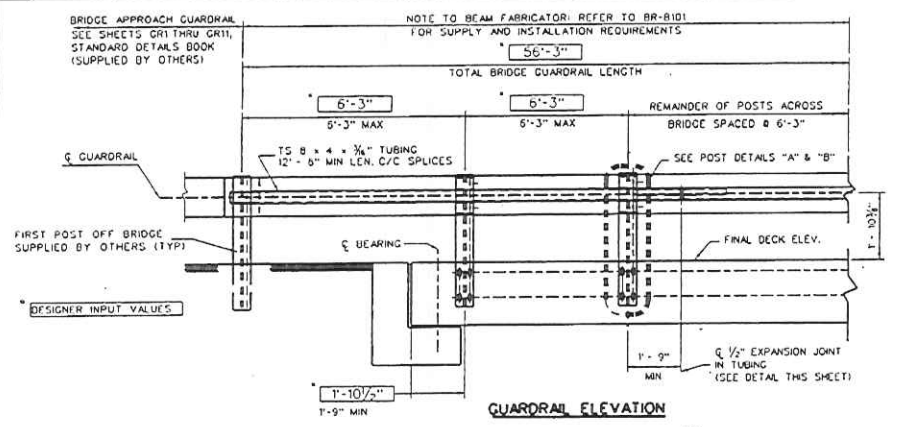 BRIDGE APPROACH GUARDRAIL
SEE SHEETS GR1 THRU GR11,
STANDARD DETAILS BOOK
(SUPPLIED BY OTHERS)
NOTE TO BEAM FABRICATOR: REFER TO BR-8101
FOR SUPPLY AND INSTALLATION REQUIREMENTS
* 56'-3"
TOTAL BRIDGE GUARDRAIL LENGTH
* 6'-3"
6'-3" MAX
* 6'-3"
6'-3" MAX
REMAINDER OF POSTS ACROSS
BRIDGE SPACED @ 6'-3"
TS 8 x 4 x 3/16" TUBING
12'-6" MIN LEN. C/C SPLICES
SEE POST DETAILS "A" & "B"
℄ GUARDRAIL
1'-10 3/8"
FIRST POST OFF BRIDGE
SUPPLIED BY OTHERS (TYP)
℄ BEARING
FINAL DECK ELEV.
* DESIGNER INPUT VALUES
1'-9"
MIN
℄ 1/2" EXPANSION JOINT
IN TUBING
(SEE DETAIL THIS SHEET)
* 1'-10 1/2"
1'-9" MIN
GUARDRAIL ELEVATION